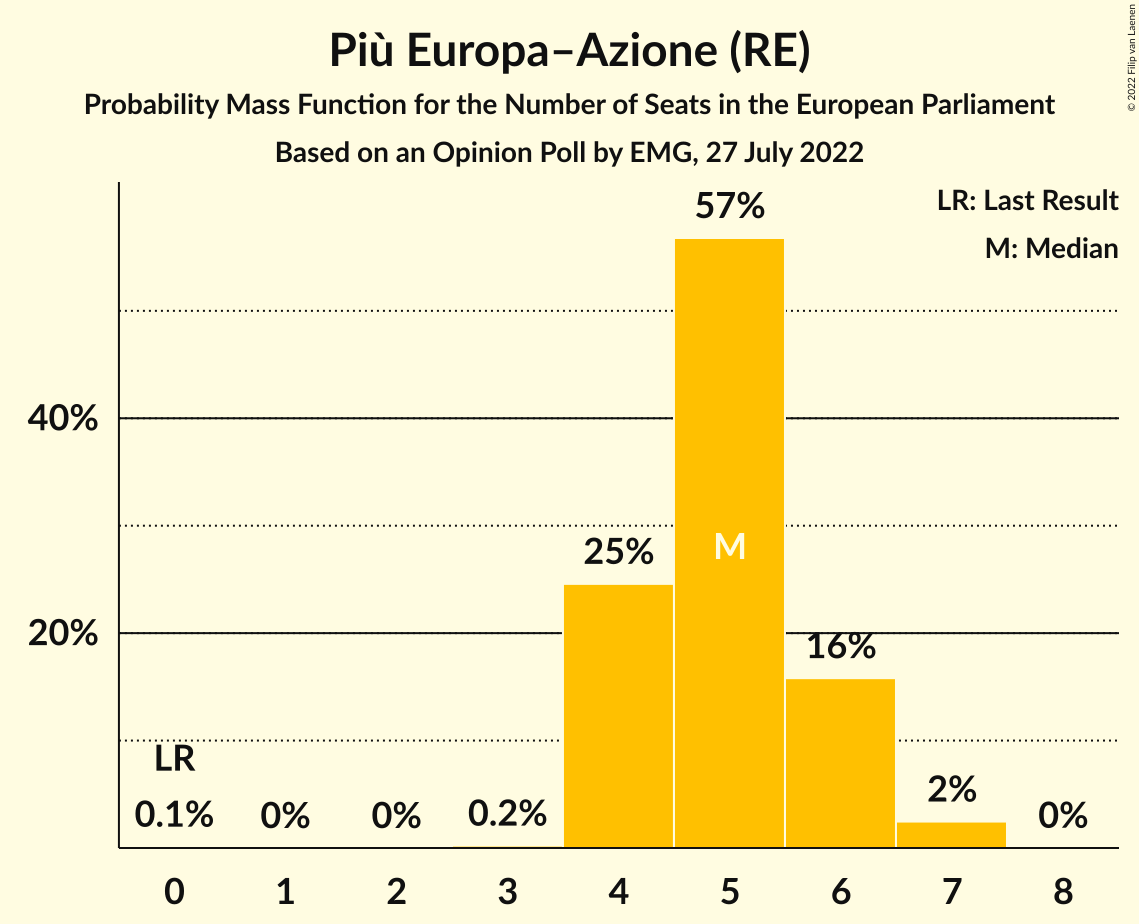 Più Europa–Azione (RE)
Probability Mass Function for the Number of Seats in the European Parliament
Based on an Opinion Poll by EMG, 27 July 2022
© 2022 Filip van Laenen
LR: Last Result
M: Median
57%
40%
M
25%
20%
16%
LR
2%
0.1% 0% 0% 0.2% 0%
0 1 2 3 4 5 6 7 8